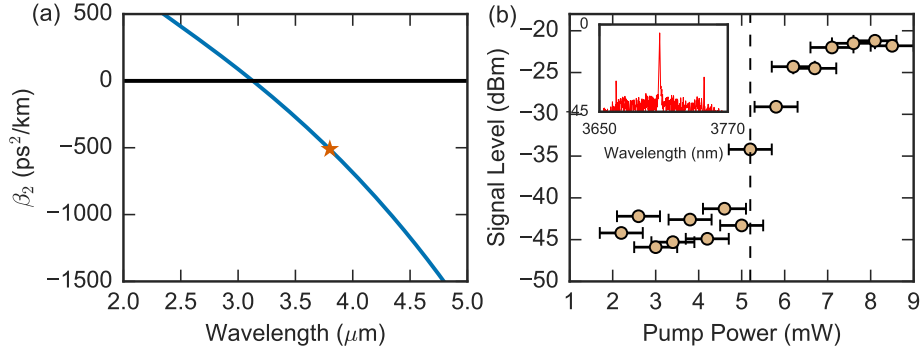 (a)
500
0
−500
−1000
−1500
β₂ (ps²/km)
2.0 2.5 3.0 3.5 4.0 4.5 5.0
Wavelength (μm)
(b)
−20
−25
−30
−35
−40
−45
−50
Signal Level (dBm)
0
-45
3650 3770
Wavelength (nm)
1 2 3 4 5 6 7 8 9
Pump Power (mW)